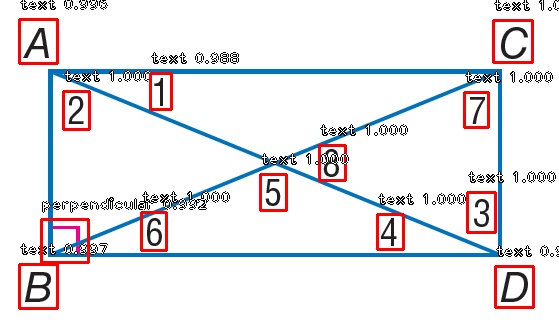 text 0.996
text 1.0
A
C
text 0.988
text 1.000
text 1.000
1
2
7
text 1.000
text 1.000
8
5
text 1.000
text 1.000
text 1.000
perpendicular 0.992
3
6
4
text 0.997
text 0.9
B
D